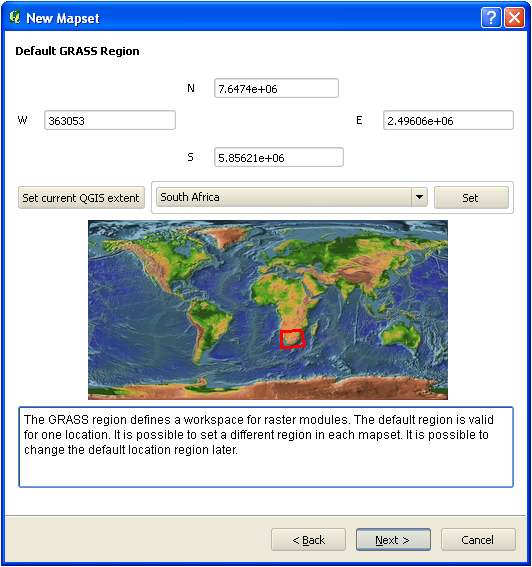 New Mapset
Default GRASS Region
N 7.6474e+06
W 363053 E 2.49606e+06
S 5.85621e+06
Set current QGIS extent South Africa Set
The GRASS region defines a workspace for raster modules. The default region is valid
for one location. It is possible to set a different region in each mapset. It is possible to
change the default location region later.
< Back Next > Cancel